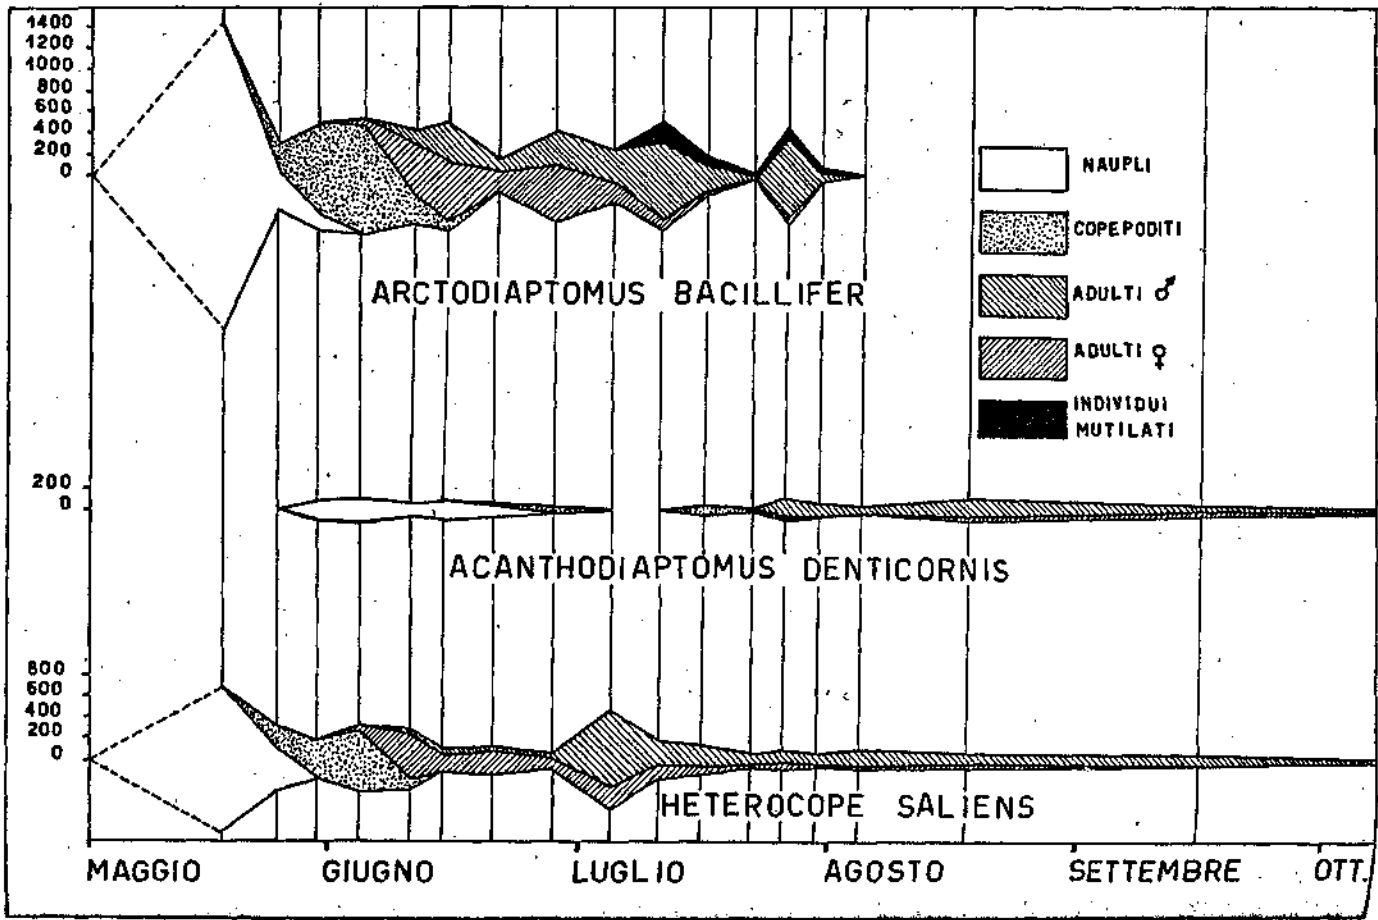 1400
1200
1000
800
600
400
200
0
NAUPLI
COPEPODITI
ADULTI ♂
ADULTI ♀
INDIVIDUI
MUTILATI
ARCTODIAPTOMUS BACILLIFER
200
0
ACANTHODIAPTOMUS DENTICORNIS
800
600
400
200
0
HETEROCOPE SALIENS
MAGGIO GIUGNO LUGLIO AGOSTO SETTEMBRE OTT.